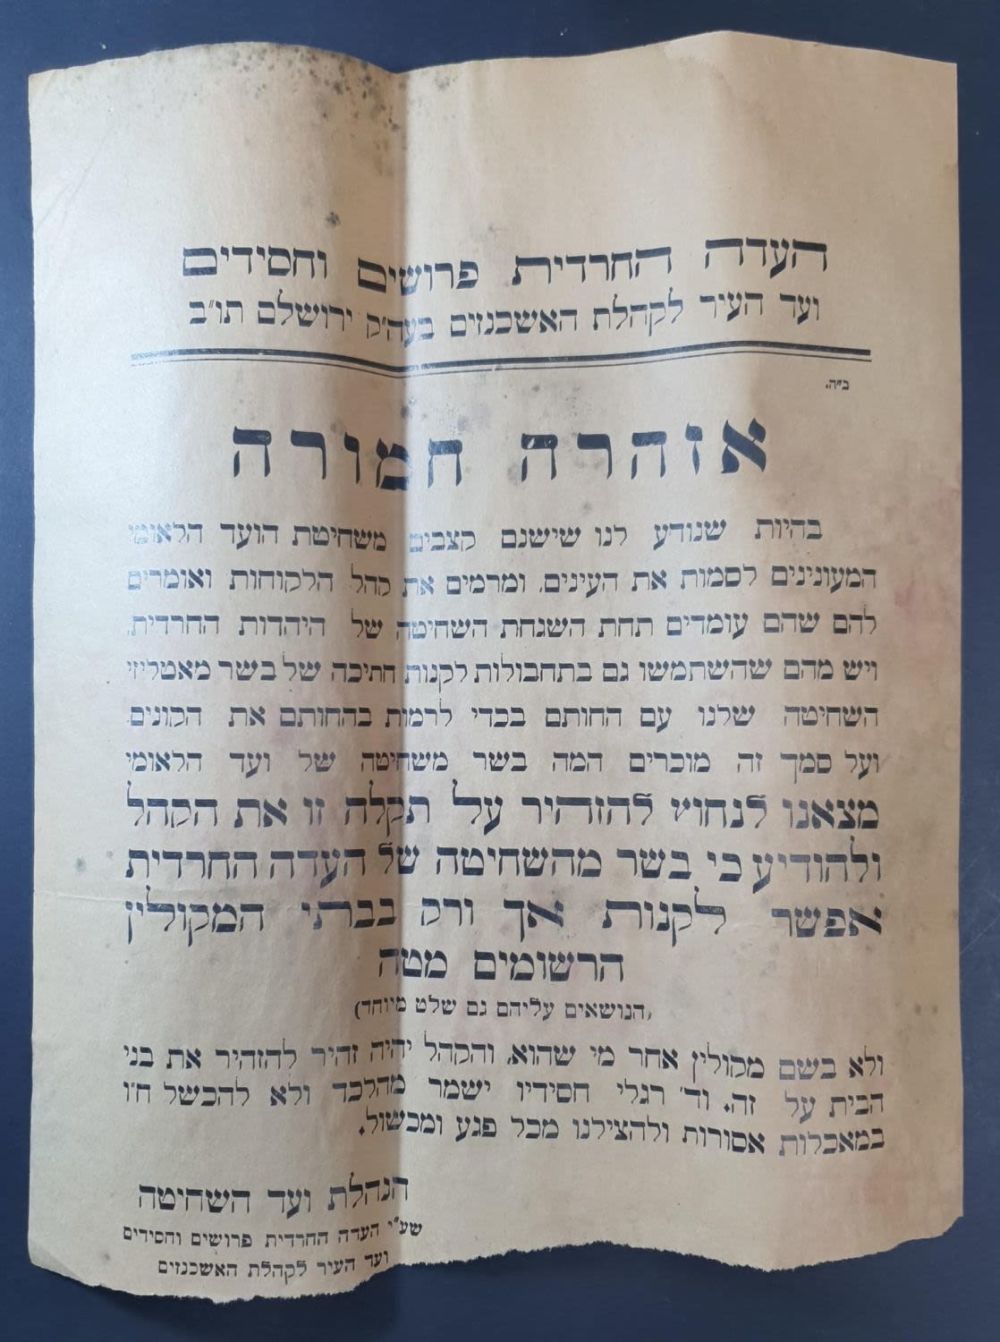 העדה החרדית פרושים וחסידים
ועד העיר לקהלת האשכנזים בעה"ק ירושלם תו"ב
ב"ה.
אזהרה חמורה
בהיות שנודע לנו שישנם קצבים משחיטת הועד הלאומי
המעונינים לסמות את העינים, ומרמים את קהל הלקוחות ואומרים
להם שהם עומדים תחת השגחת השחיטה של היהדות החרדית,
ויש מהם שהשתמשו גם בתחבולות לקנות חתיכה של בשר מאטליזי
השחיטה שלנו עם החותם בכדי לרמות בהחותם את הקונים
ועל סמך זה מוכרים המה בשר משחיטה של ועד הלאומי
מצאנו לנחוץ להזהיר על תקלה זו את הקהל
ולהודיע כי בשר מהשחיטה של העדה החרדית
אפשר לקנות אך ורק בבתי המקולין
הרשומים מטה
(הנושאים עליהם גם שלט מיוחד)
ולא בשם מקולין אחר מי שהוא, והקהל יהיה זהיר להזהיר את בני
הבית על זה. וד' רגלי חסידיו ישמר מהלכד ולא להכשל ח"ו
במאכלות אסורות ולהצילנו מכל פגע ומכשול.
הנהלת ועד השחיטה
שע"י העדה החרדית פרושים וחסידים
ועד העיר לקהלת האשכנזים